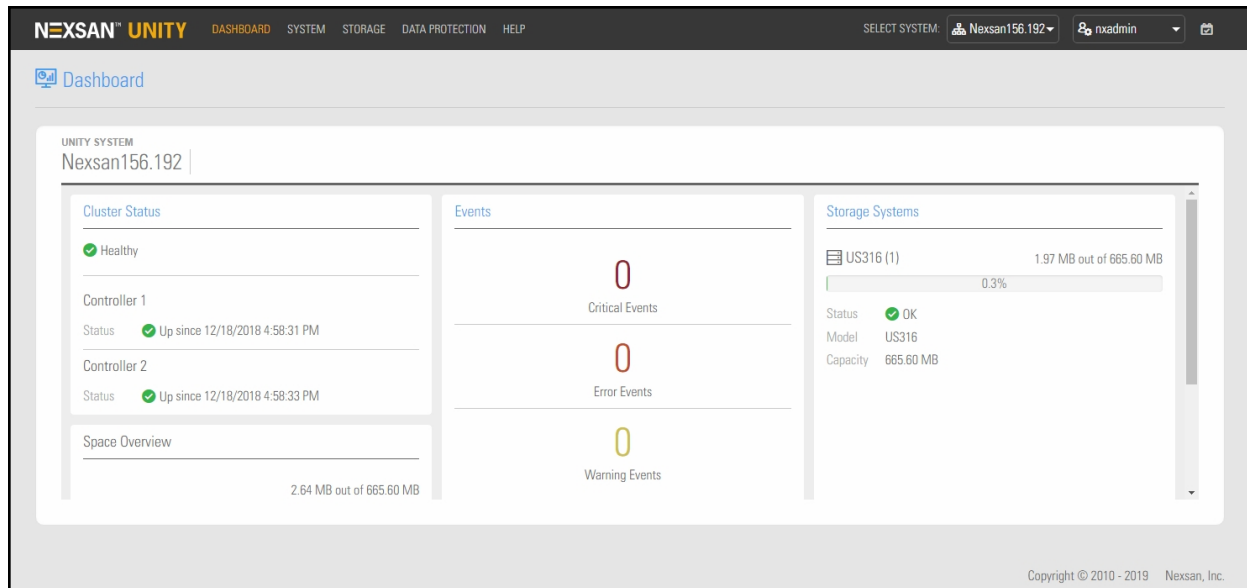 NEXSAN™ UNITY DASHBOARD SYSTEM STORAGE DATA PROTECTION HELP SELECT SYSTEM: Nexsan156.192 nxadmin
Dashboard
UNITY SYSTEM
Nexsan156.192
Cluster Status
Healthy
Controller 1
Status Up since 12/18/2018 4:58:31 PM
Controller 2
Status Up since 12/18/2018 4:58:33 PM
Space Overview
2.64 MB out of 665.60 MB
Events
0
Critical Events
0
Error Events
0
Warning Events
Storage Systems
US316 (1) 1.97 MB out of 665.60 MB
0.3%
Status OK
Model US316
Capacity 665.60 MB
Copyright © 2010 - 2019 Nexsan, Inc.